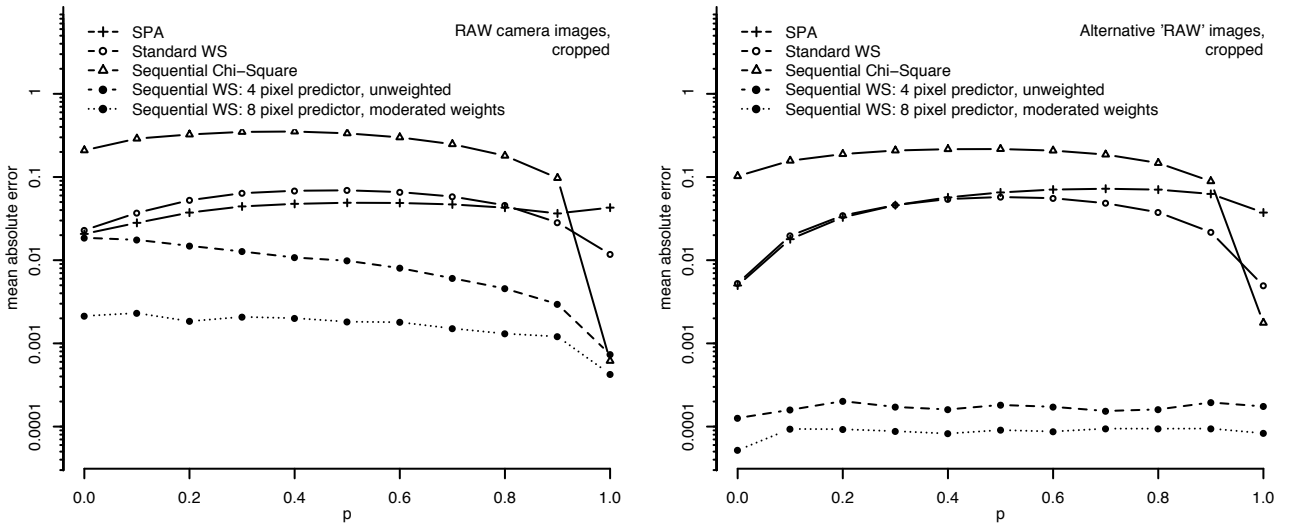 SPA
Standard WS
Sequential Chi−Square
Sequential WS: 4 pixel predictor, unweighted
Sequential WS: 8 pixel predictor, moderated weights
RAW camera images,
cropped
mean absolute error
1
0.1
0.01
0.001
0.0001
0.0 0.2 0.4 0.6 0.8 1.0
p
SPA
Standard WS
Sequential Chi−Square
Sequential WS: 4 pixel predictor, unweighted
Sequential WS: 8 pixel predictor, moderated weights
Alternative 'RAW' images,
cropped
mean absolute error
1
0.1
0.01
0.001
0.0001
0.0 0.2 0.4 0.6 0.8 1.0
p